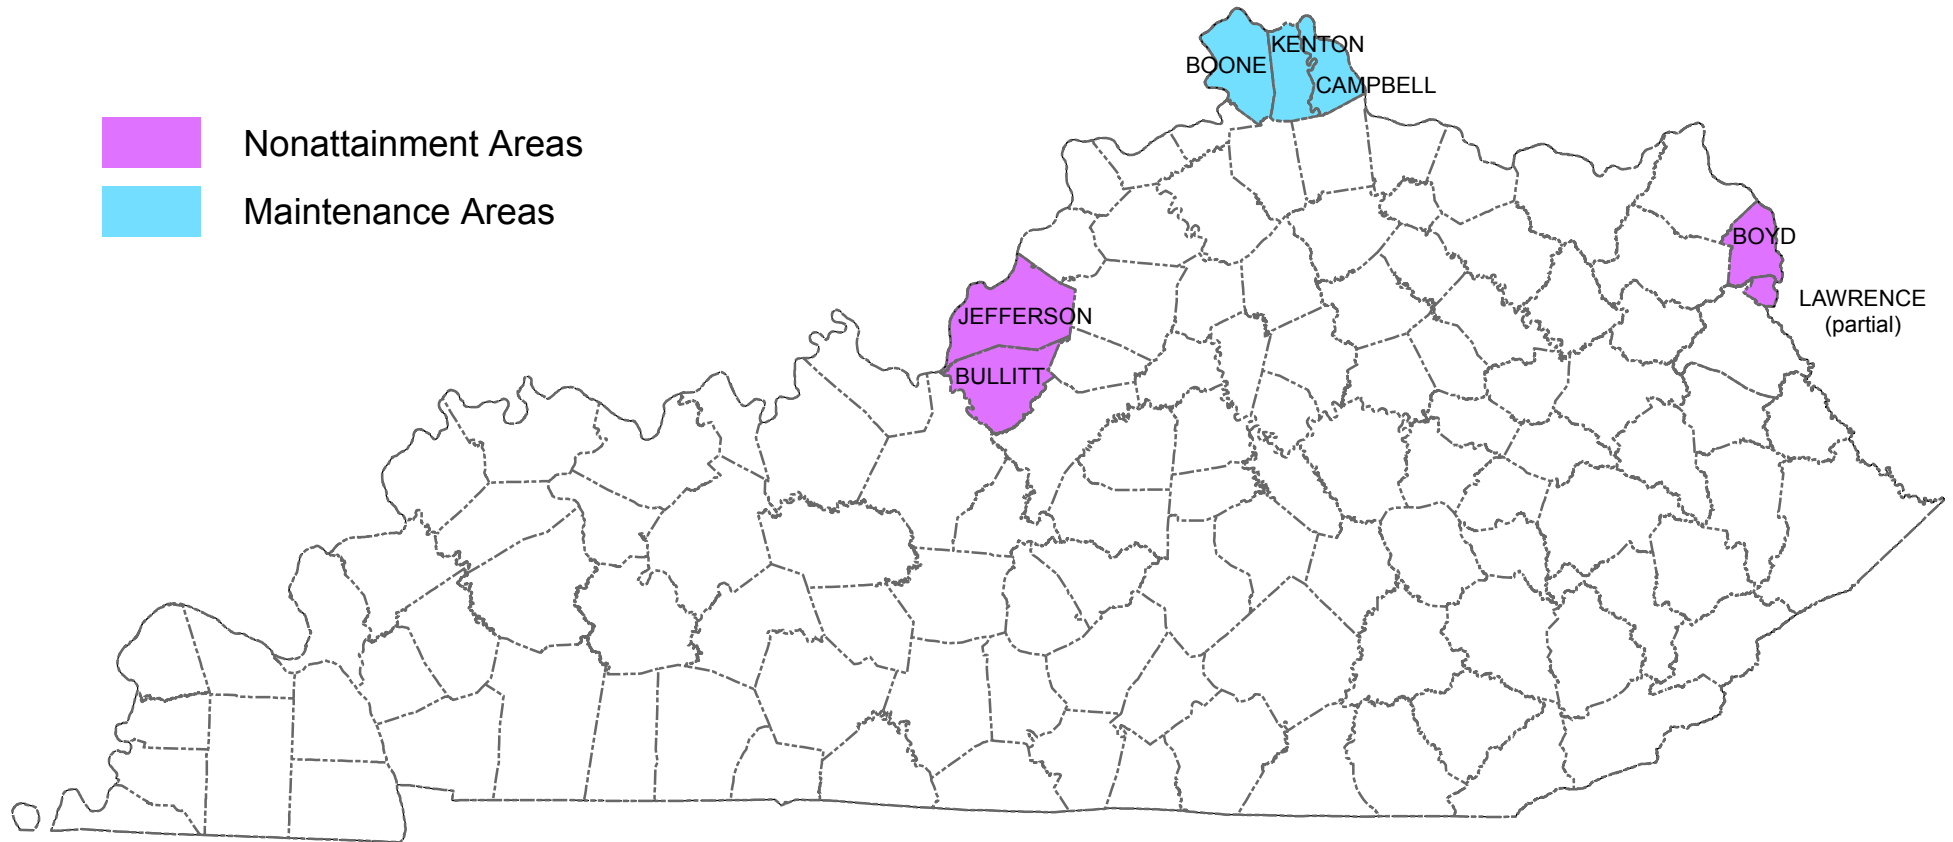 Nonattainment Areas
Maintenance Areas
KENTON
BOONE
CAMPBELL
BOYD
LAWRENCE
(partial)
JEFFERSON
BULLITT